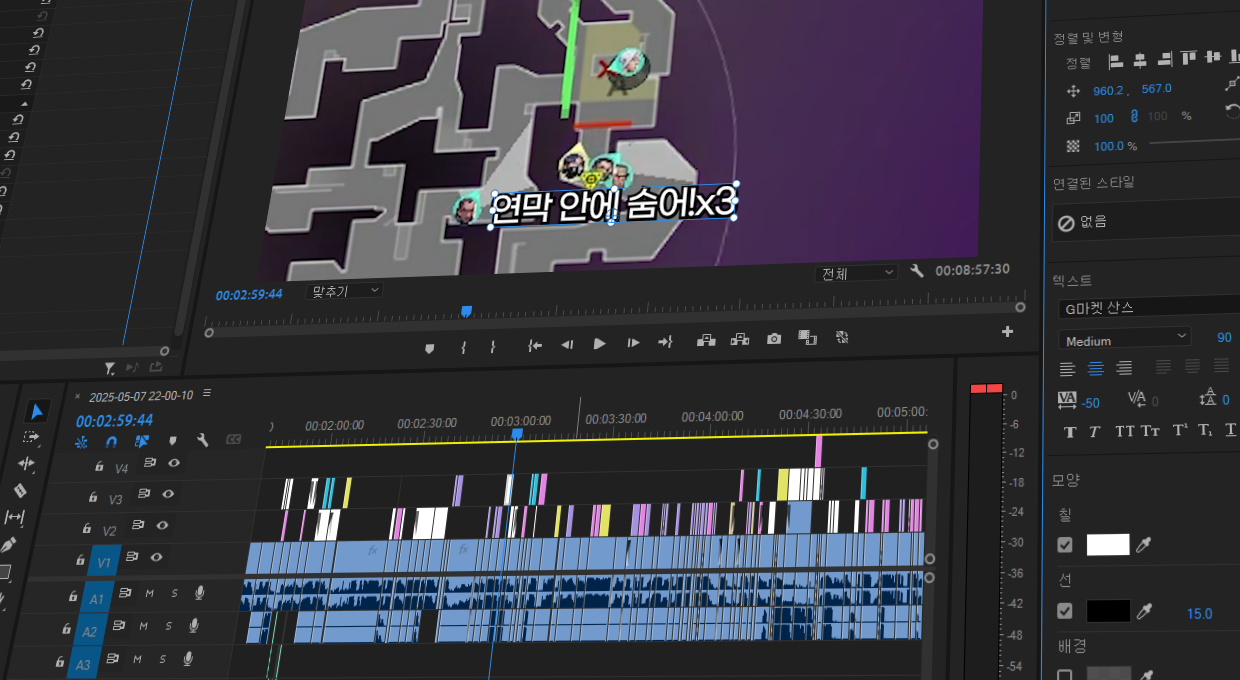 정렬 및 변형
정렬
960.2 , 567.0
100 100 %
100.0 %
연결된 스타일
없음
연막 안에 숨어!x3
00:02:59:44 맞추기 전체 00:08:57:30
텍스트
G마켓 산스
Medium 90
-50 0 0
T T TT Tт T¹ T₁ T
모양
칠
선
15.0
배경
× 2025-05-07 22-00-10
00:02:59:44
00:02:00:00 00:02:30:00 00:03:00:00 00:03:30:00 00:04:00:00 00:04:30:00 00:05:00:
V4
V3
V2
V1 fx fx
A1 M S
A2 M S
A3 M S
0
-6
-12
-18
-24
-30
-36
-42
-48
-54